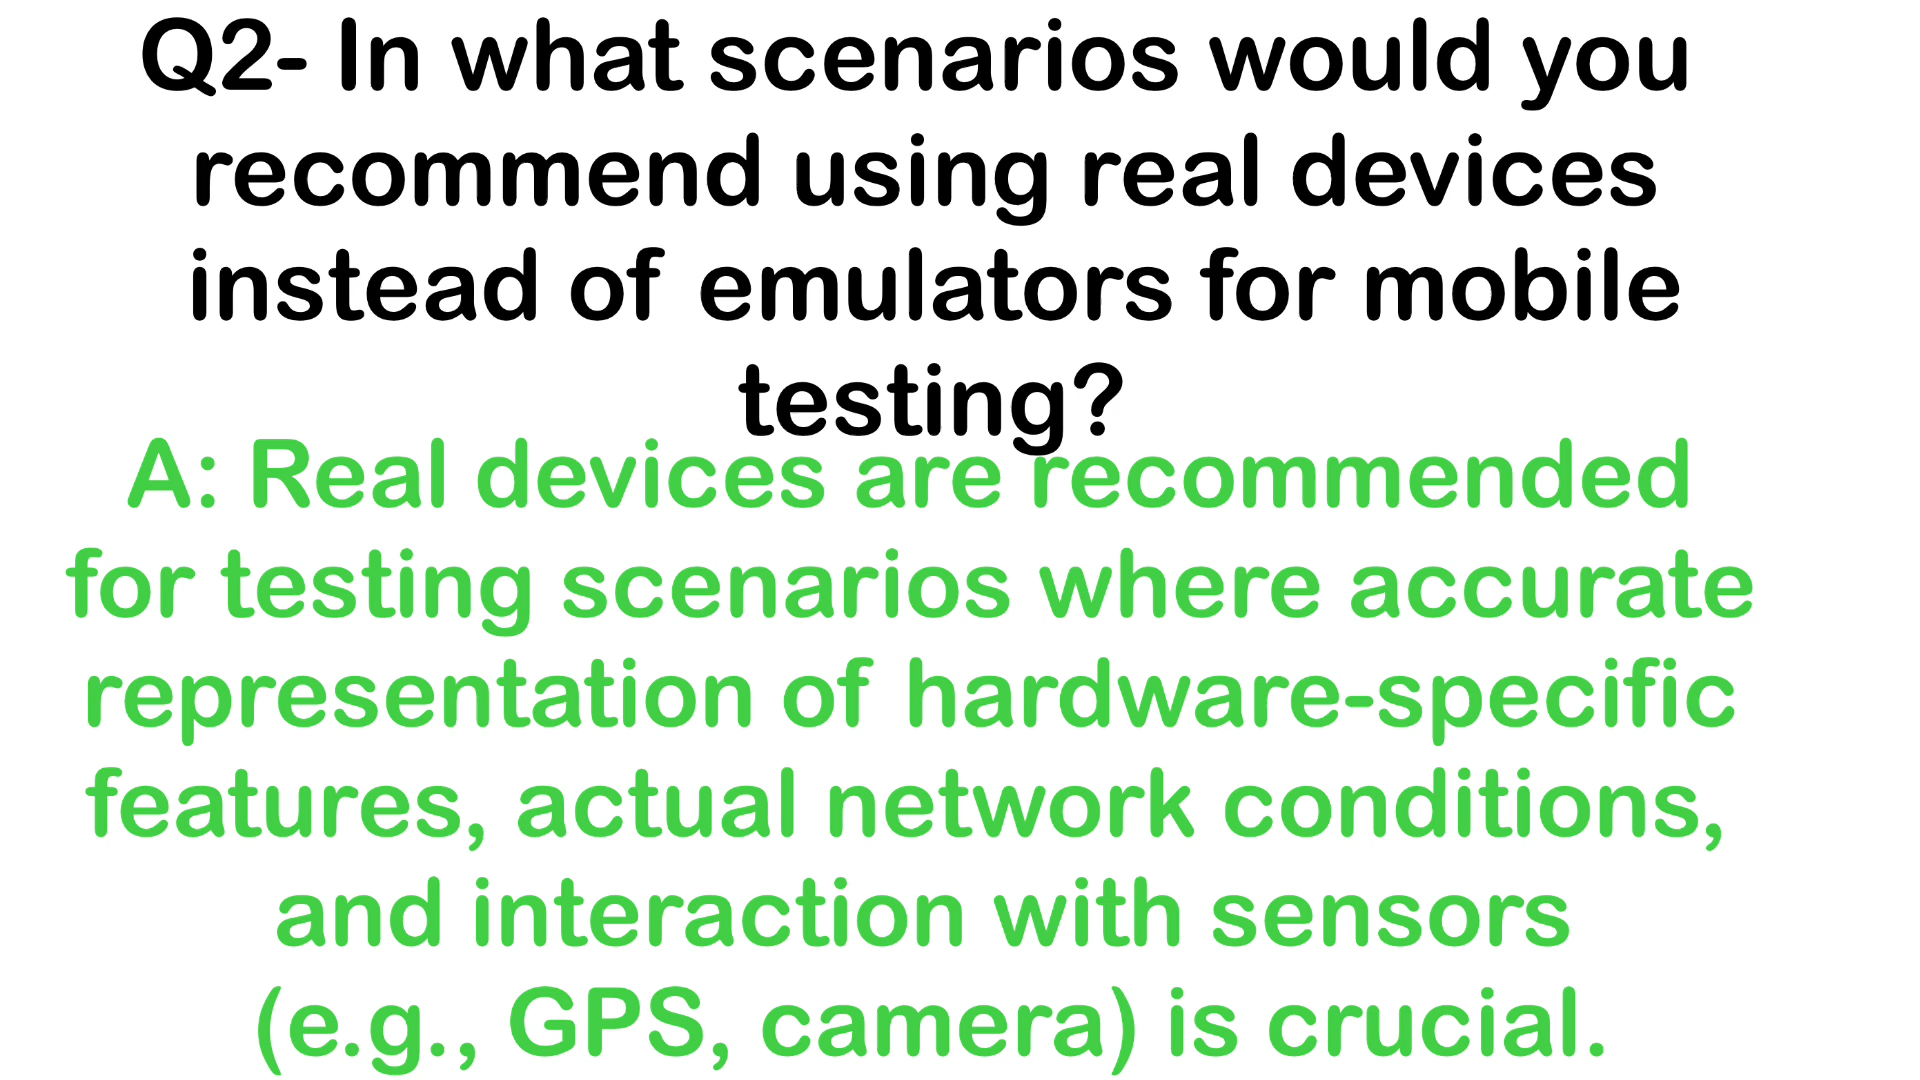 Q2- In what scenarios would you
recommend using real devices
instead of emulators for mobile
testing?
A: Real devices are recommended
for testing scenarios where accurate
representation of hardware-specific
features, actual network conditions,
and interaction with sensors
(e.g., GPS, camera) is crucial.